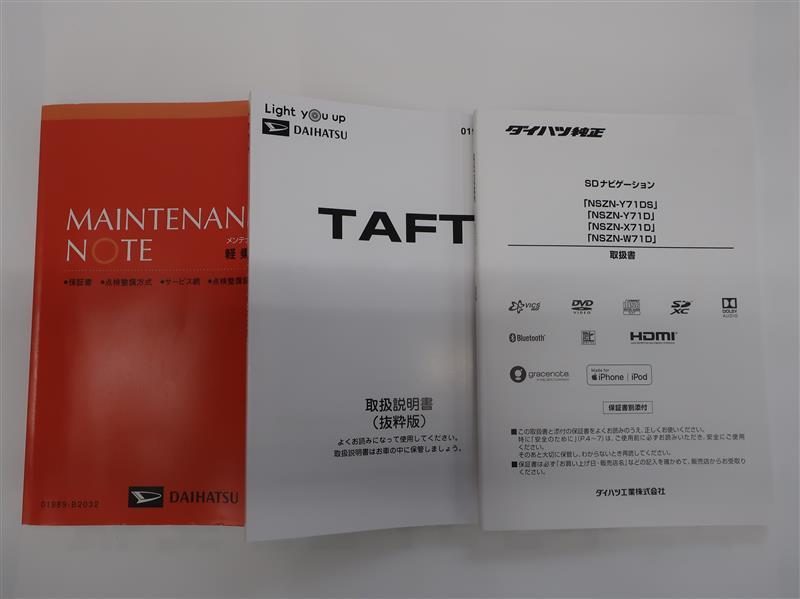 MAINTENAN
NOTE
メンテナ
軽
●保証書 ●点検整備方式 ●サービス網 ●点検整備
01989-B2032
DAIHATSU
Light you up
DAIHATSU
TAFT
取扱説明書
（抜粋版）
よくお読みになって使用してください。
取扱説明書はお車の中に保管しましょう。
ダイハツ純正
SDナビゲーション
「NSZN-Y71DS」
「NSZN-Y71D」
「NSZN-X71D」
「NSZN-W71D」
取扱書
VICS
DVD
VIDEO
SD
XC
DOLBY
AUDIO
Bluetooth
HDMI
gracenote
Made for
iPhone | iPod
保証書別添付
■この取扱書と添付の保証書をよくお読みのうえ、正しくお使いください。
特に「安全のために」(P.4～7)は、ご使用前に必ずお読みいただき、安全にご使用
ください。
そのあと大切に保管し、わからないとき再読してください。
■保証書は必ず「お買い上げ日・販売店名」などの記入を確かめて、販売店からお受取り
ください。
ダイハツ工業株式会社